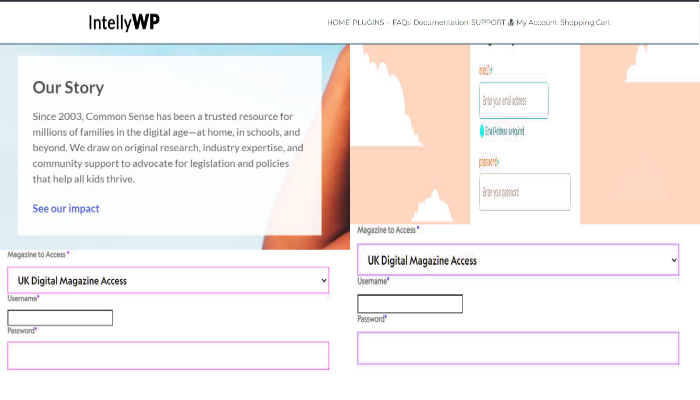 IntellyWP
HOME PLUGINS - FAQs Documentation SUPPORT My Account Shopping Cart
Our Story
Since 2003, Common Sense has been a trusted resource for
millions of families in the digital age—at home, in schools, and
beyond. We draw on original research, industry expertise, and
community support to advocate for legislation and policies
that help all kids thrive.
See our impact
Magazine to Access*
UK Digital Magazine Access
Username*
Password*
Enter your email address
Email Address is required
password*
Enter your password
Magazine to Access*
UK Digital Magazine Access
Username*
Password*